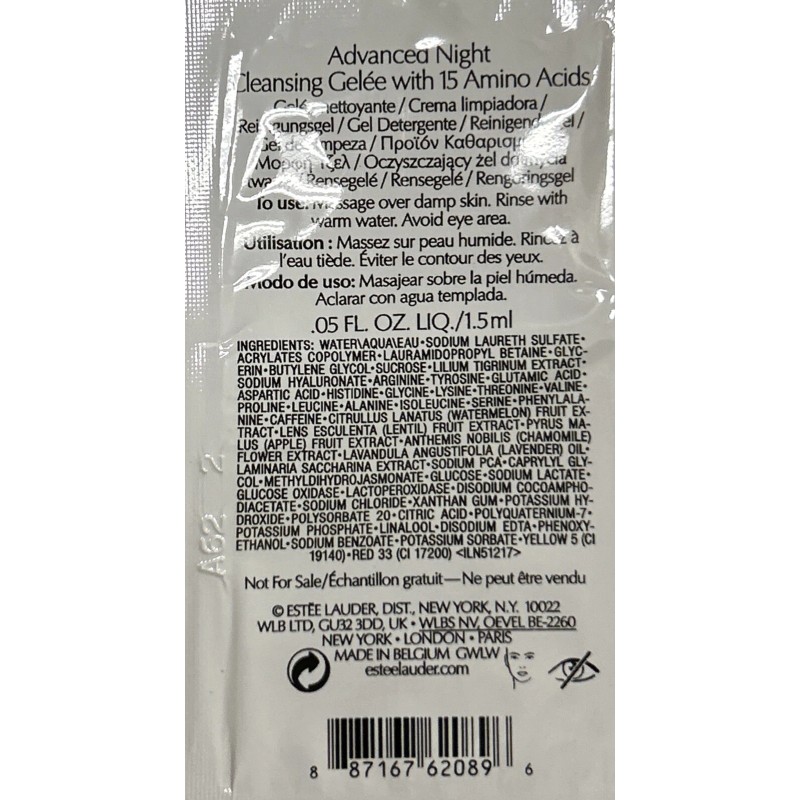 Advanced Night
Cleansing Gelée with 15 Amino Acids
Gelée nettoyante / Crema limpiadora /
/ Gel Detergente /
/ Προϊόν
/ Oczyszczający żel do
Rensegelé / Rensegelé / Rengöringsgel
To use: Massage over damp skin. Rinse with
warm water. Avoid eye area.
Utilisation : Massez sur peau humide. Rincez à
l'eau tiède. Éviter le contour des yeux.
Modo de uso: Masajear sobre la piel húmeda.
Aclarar con agua templada.
.05 FL. OZ. LIQ./1.5ml
INGREDIENTS: WATER\AQUA\EAU•SODIUM LAURETH SULFATE•
ACRYLATES COPOLYMER•LAURAMIDOPROPYL BETAINE•GLYC-
ERIN•BUTYLENE GLYCOL•SUCROSE•LILIUM TIGRINUM EXTRACT•
SODIUM HYALURONATE•ARGININE•TYROSINE•GLUTAMIC ACID•
ASPARTIC ACID•HISTIDINE•GLYCINE•LYSINE•THREONINE•VALINE•
PROLINE•LEUCINE•ALANINE•ISOLEUCINE•SERINE•PHENYLALA-
NINE•CAFFEINE•CITRULLUS LANATUS (WATERMELON) FRUIT EX-
TRACT•LENS ESCULENTA (LENTIL) FRUIT EXTRACT•PYRUS MA-
LUS (APPLE) FRUIT EXTRACT•ANTHEMIS NOBILIS (CHAMOMILE)
FLOWER EXTRACT•LAVANDULA ANGUSTIFOLIA (LAVENDER) OIL•
LAMINARIA SACCHARINA EXTRACT•SODIUM PCA•CAPRYLYL GLY-
COL•METHYLDIHYDROJASMONATE•GLUCOSE•SODIUM LACTATE•
GLUCOSE OXIDASE•LACTOPEROXIDASE•DISODIUM COCOAMPHO-
DIACETATE•SODIUM CHLORIDE•XANTHAN GUM•POTASSIUM HY-
DROXIDE•POLYSORBATE 20•CITRIC ACID•POLYQUATERNIUM-7•
POTASSIUM PHOSPHATE•LINALOOL•DISODIUM EDTA•PHENOXY-
ETHANOL•SODIUM BENZOATE•POTASSIUM SORBATE•YELLOW 5 (CI
19140)•RED 33 (CI 17200) <ILN51217>
Not For Sale/Échantillon gratuit—Ne peut être vendu
© ESTĒE LAUDER, DIST., NEW YORK, N.Y. 10022
WLB LTD, GU32 3DD, UK • WLBS NV, OEVEL BE-2260
NEW YORK • LONDON • PARIS
MADE IN BELGIUM GWLW
esteelauder.com
8 87167 62089 6
A62 2